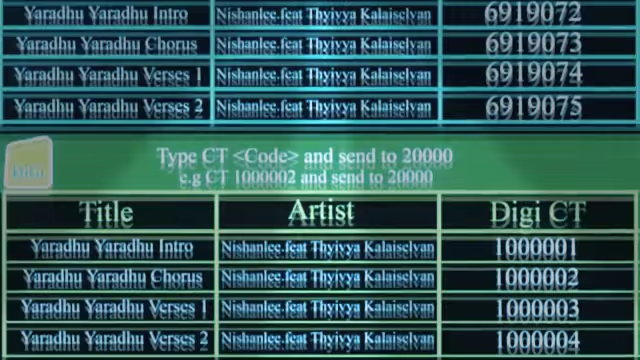 Yaradhu Yaradhu Intro Nishanlee.feat Thyivya Kalaiselvan 6919072
Yaradhu Yaradhu Chorus Nishanlee.feat Thyivya Kalaiselvan 6919073
Yaradhu Yaradhu Verses 1 Nishanlee.feat Thyivya Kalaiselvan 6919074
Yaradhu Yaradhu Verses 2 Nishanlee.feat Thyivya Kalaiselvan 6919075
Type CT <Code> and send to 20000
e.g CT 1000002 and send to 20000
Title Artist Digi CT
Yaradhu Yaradhu Intro Nishanlee.feat Thyivya Kalaiselvan 1000001
Yaradhu Yaradhu Chorus Nishanlee.feat Thyivya Kalaiselvan 1000002
Yaradhu Yaradhu Verses 1 Nishanlee.feat Thyivya Kalaiselvan 1000003
Yaradhu Yaradhu Verses 2 Nishanlee.feat Thyivya Kalaiselvan 1000004